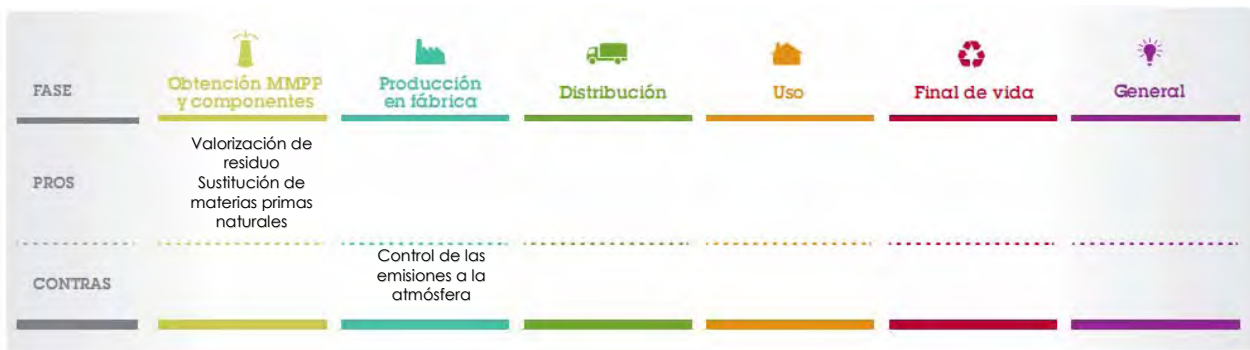 FASE
Obtención MMPP
y componentes
Producción
en fábrica
Distribución
Uso
Final de vida
General
PROS
Valorización de
residuo
Sustitución de
materias primas
naturales
CONTRAS
Control de las
emisiones a la
atmósfera